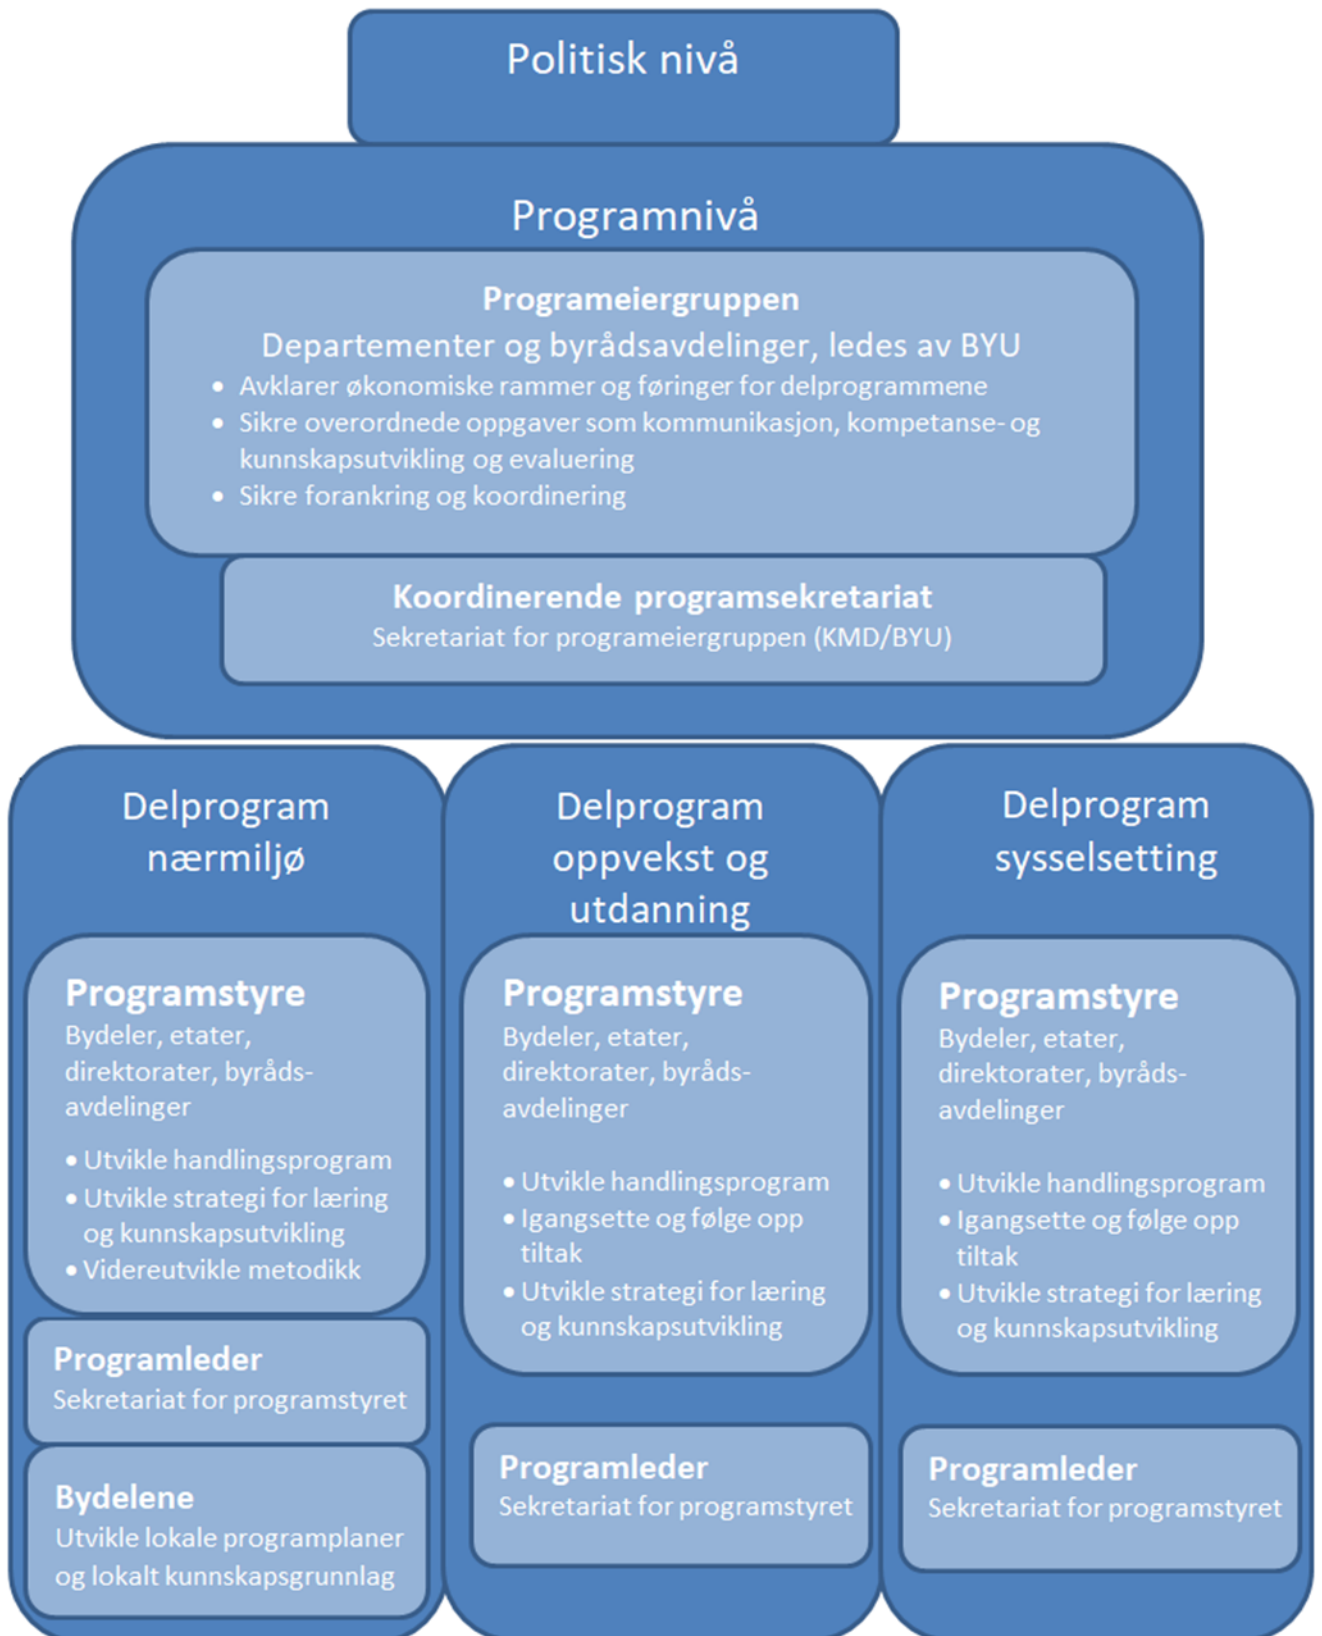 Politisk nivå
Programnivå
Programeiergruppen
Departementer og byrådsavdelinger, ledes av BYU
• Avklarer økonomiske rammer og føringer for delprogrammene
• Sikre overordnede oppgaver som kommunikasjon, kompetanse- og
kunnskapsutvikling og evaluering
• Sikre forankring og koordinering
Koordinerende programsekretariat
Sekretariat for programeiergruppen (KMD/BYU)
Delprogram
nærmiljø
Programstyre
Bydeler, etater,
direktorater, byråds-
avdelinger
• Utvikle handlingsprogram
• Utvikle strategi for læring
og kunnskapsutvikling
• Videreutvikle metodikk
Programleder
Sekretariat for programstyret
Bydelene
Utvikle lokale programplaner
og lokalt kunnskapsgrunnlag
Delprogram
oppvekst og
utdanning
Programstyre
Bydeler, etater,
direktorater, byråds-
avdelinger
• Utvikle handlingsprogram
• Igangsette og følge opp
tiltak
• Utvikle strategi for læring
og kunnskapsutvikling
Programleder
Sekretariat for programstyret
Delprogram
sysselsetting
Programstyre
Bydeler, etater,
direktorater, byråds-
avdelinger
• Utvikle handlingsprogram
• Igangsette og følge opp
tiltak
• Utvikle strategi for læring
og kunnskapsutvikling
Programleder
Sekretariat for programstyret